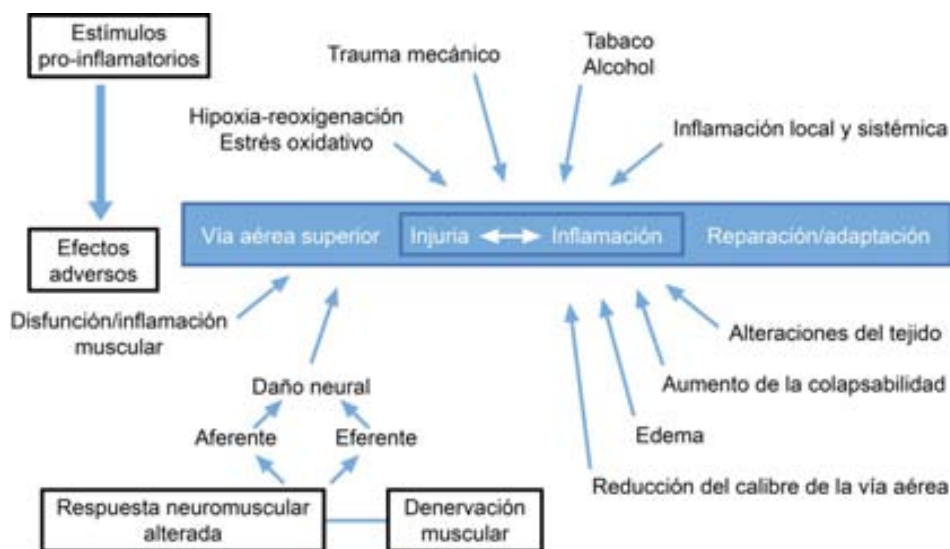 Estímulos
pro-inflamatorios
Trauma mecánico
Tabaco
Alcohol
Hipoxia-reoxigenación
Estrés oxidativo
Inflamación local y sistémica
Efectos
adversos
Vía aérea superior
Injuria
Inflamación
Reparación/adaptación
Disfunción/inflamación
muscular
Daño neural
Aferente
Eferente
Respuesta neuromuscular
alterada
Denervación
muscular
Alteraciones del tejido
Aumento de la colapsabilidad
Edema
Reducción del calibre de la vía aérea